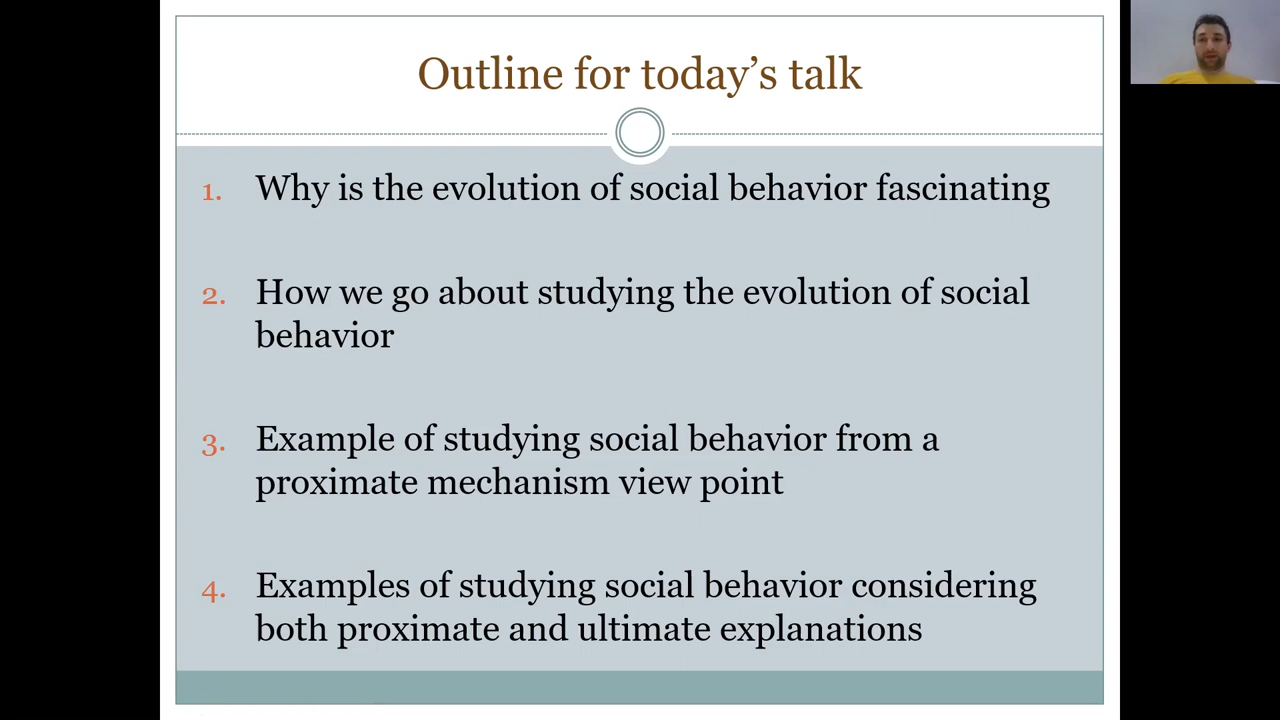 Outline for today’s talk
1. Why is the evolution of social behavior fascinating
2. How we go about studying the evolution of social
behavior
3. Example of studying social behavior from a
proximate mechanism view point
4. Examples of studying social behavior considering
both proximate and ultimate explanations